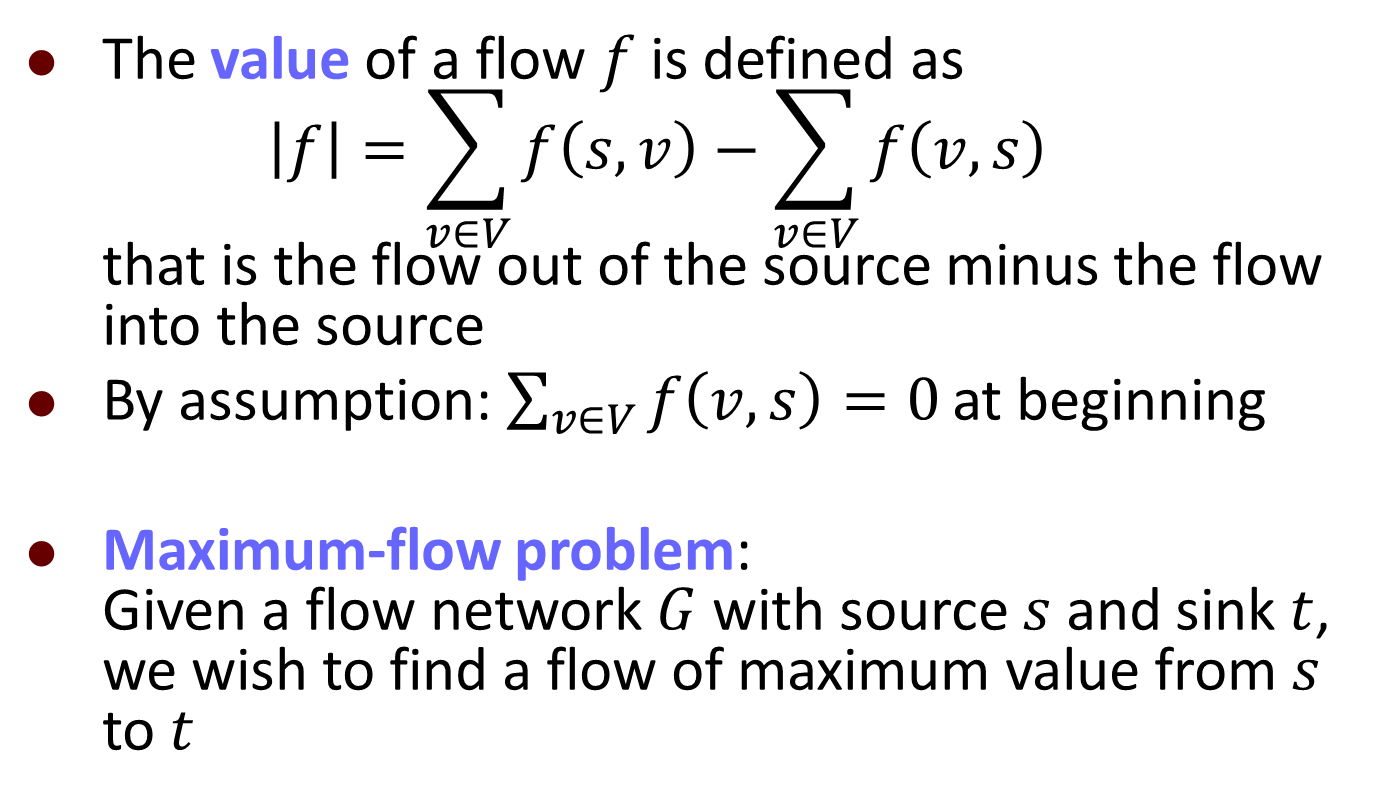 ● The value of a flow 𝑓 is defined as
|𝑓| = ∑_{𝑣∈𝑉} 𝑓(𝑠, 𝑣) − ∑_{𝑣∈𝑉} 𝑓(𝑣, 𝑠)
that is the flow out of the source minus the flow
into the source
● By assumption: ∑_{𝑣∈𝑉} 𝑓(𝑣, 𝑠) = 0 at beginning
● Maximum-flow problem:
Given a flow network 𝐺 with source 𝑠 and sink 𝑡,
we wish to find a flow of maximum value from 𝑠
to 𝑡